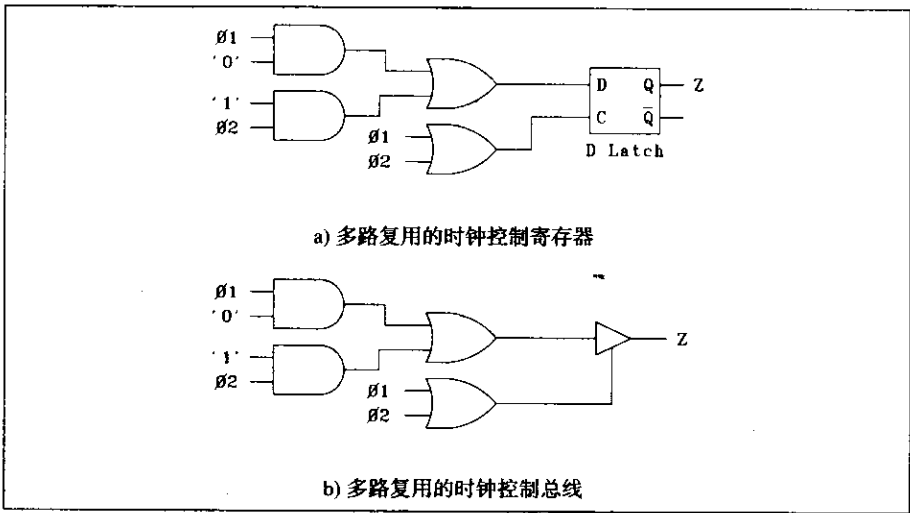 Ø1
'0'
'1'
Ø2
Ø1
Ø2
D Q
C Q̅
Z
D Latch
a) 多路复用的时钟控制寄存器
Ø1
'0'
'1'
Ø2
Ø1
Ø2
Z
b) 多路复用的时钟控制总线